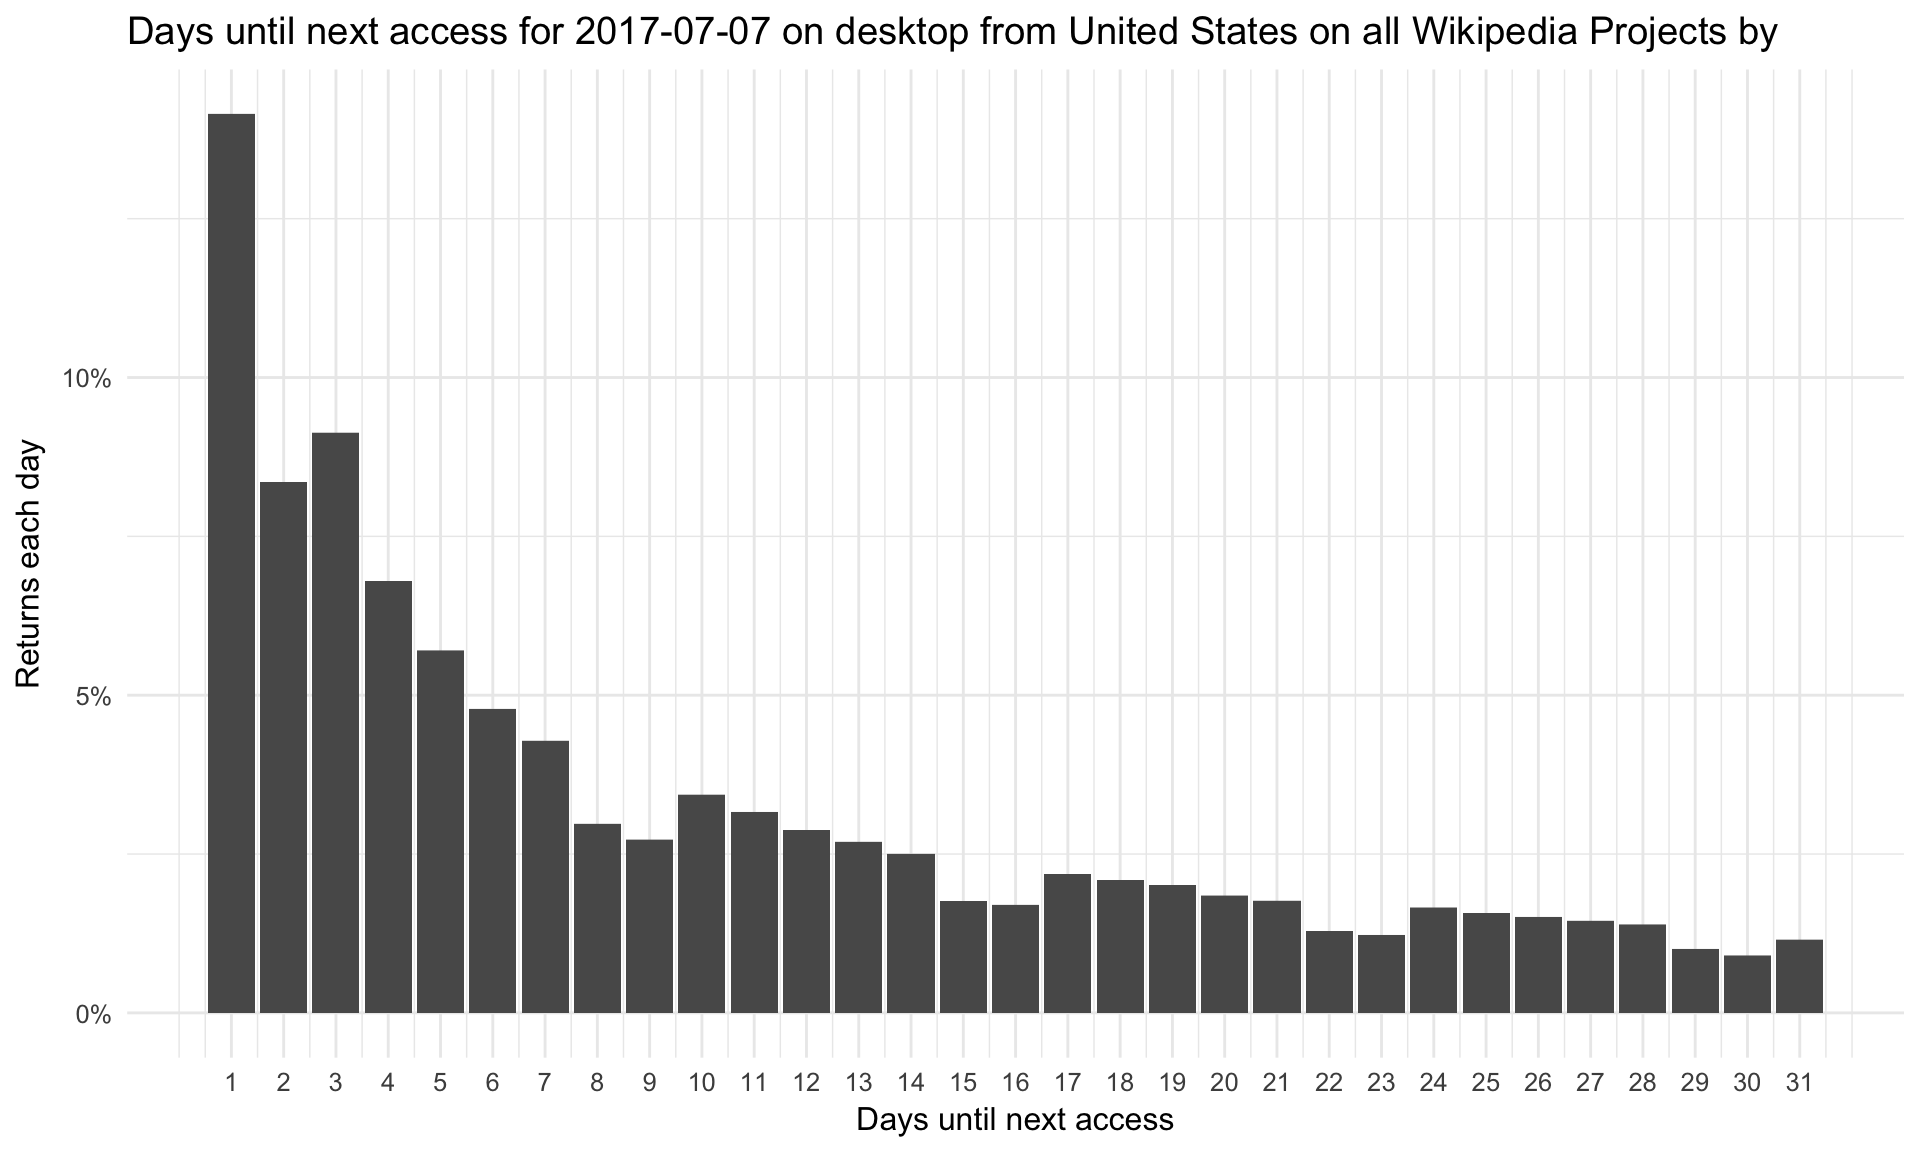 Days until next access for 2017-07-07 on desktop from United States on all Wikipedia Projects by
Returns each day
10%
5%
0%
1 2 3 4 5 6 7 8 9 10 11 12 13 14 15 16 17 18 19 20 21 22 23 24 25 26 27 28 29 30 31
Days until next access